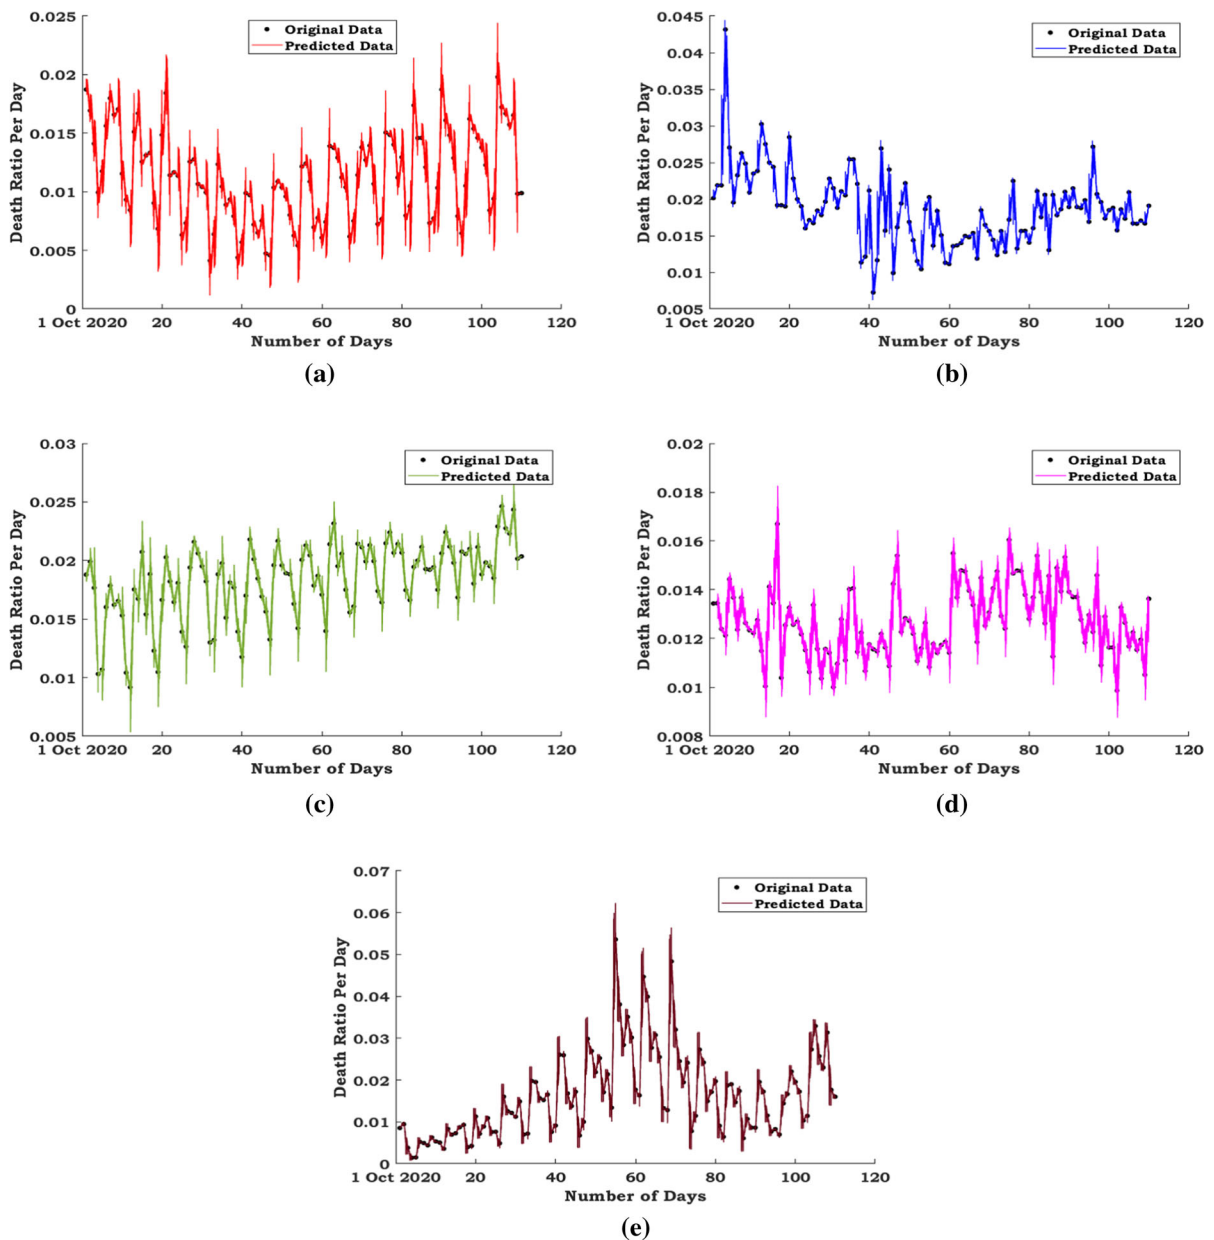 0.025
0.02
0.015
0.01
0.005
0
Death Ratio Per Day
Original Data
Predicted Data
1 Oct 2020 20 40 60 80 100 120
Number of Days
(a)
0.045
0.04
0.035
0.03
0.025
0.02
0.015
0.01
0.005
Death Ratio Per Day
Original Data
Predicted Data
1 Oct 2020 20 40 60 80 100 120
Number of Days
(b)
0.03
0.025
0.02
0.015
0.01
0.005
Death Ratio Per Day
Original Data
Predicted Data
1 Oct 2020 20 40 60 80 100 120
Number of Days
(c)
0.02
0.018
0.016
0.014
0.012
0.01
0.008
Death Ratio Per Day
Original Data
Predicted Data
1 Oct 2020 20 40 60 80 100 120
Number of Days
(d)
0.07
0.06
0.05
0.04
0.03
0.02
0.01
0
Death Ratio Per Day
Original Data
Predicted Data
1 Oct 2020 20 40 60 80 100 120
Number of Days
(e)